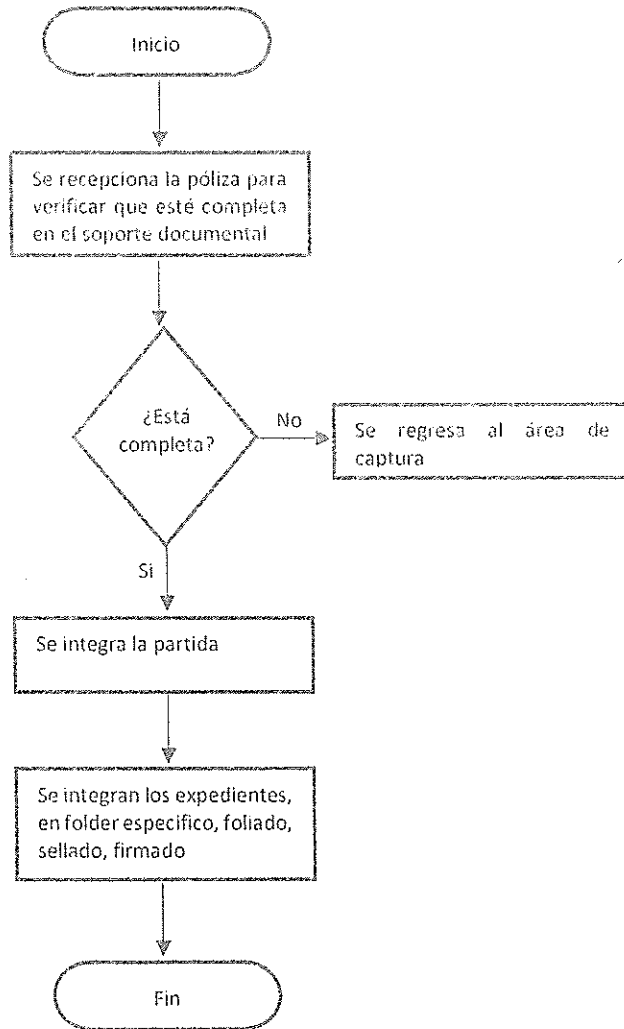 Inicio
Se recepciona la póliza para
verificar que esté completa
en el soporte documental
¿Está
completa?
No
Se regresa al área de
captura
Si
Se integra la partida
Se integran los expedientes,
en folder especifico, foliado,
sellado, firmado
Fin